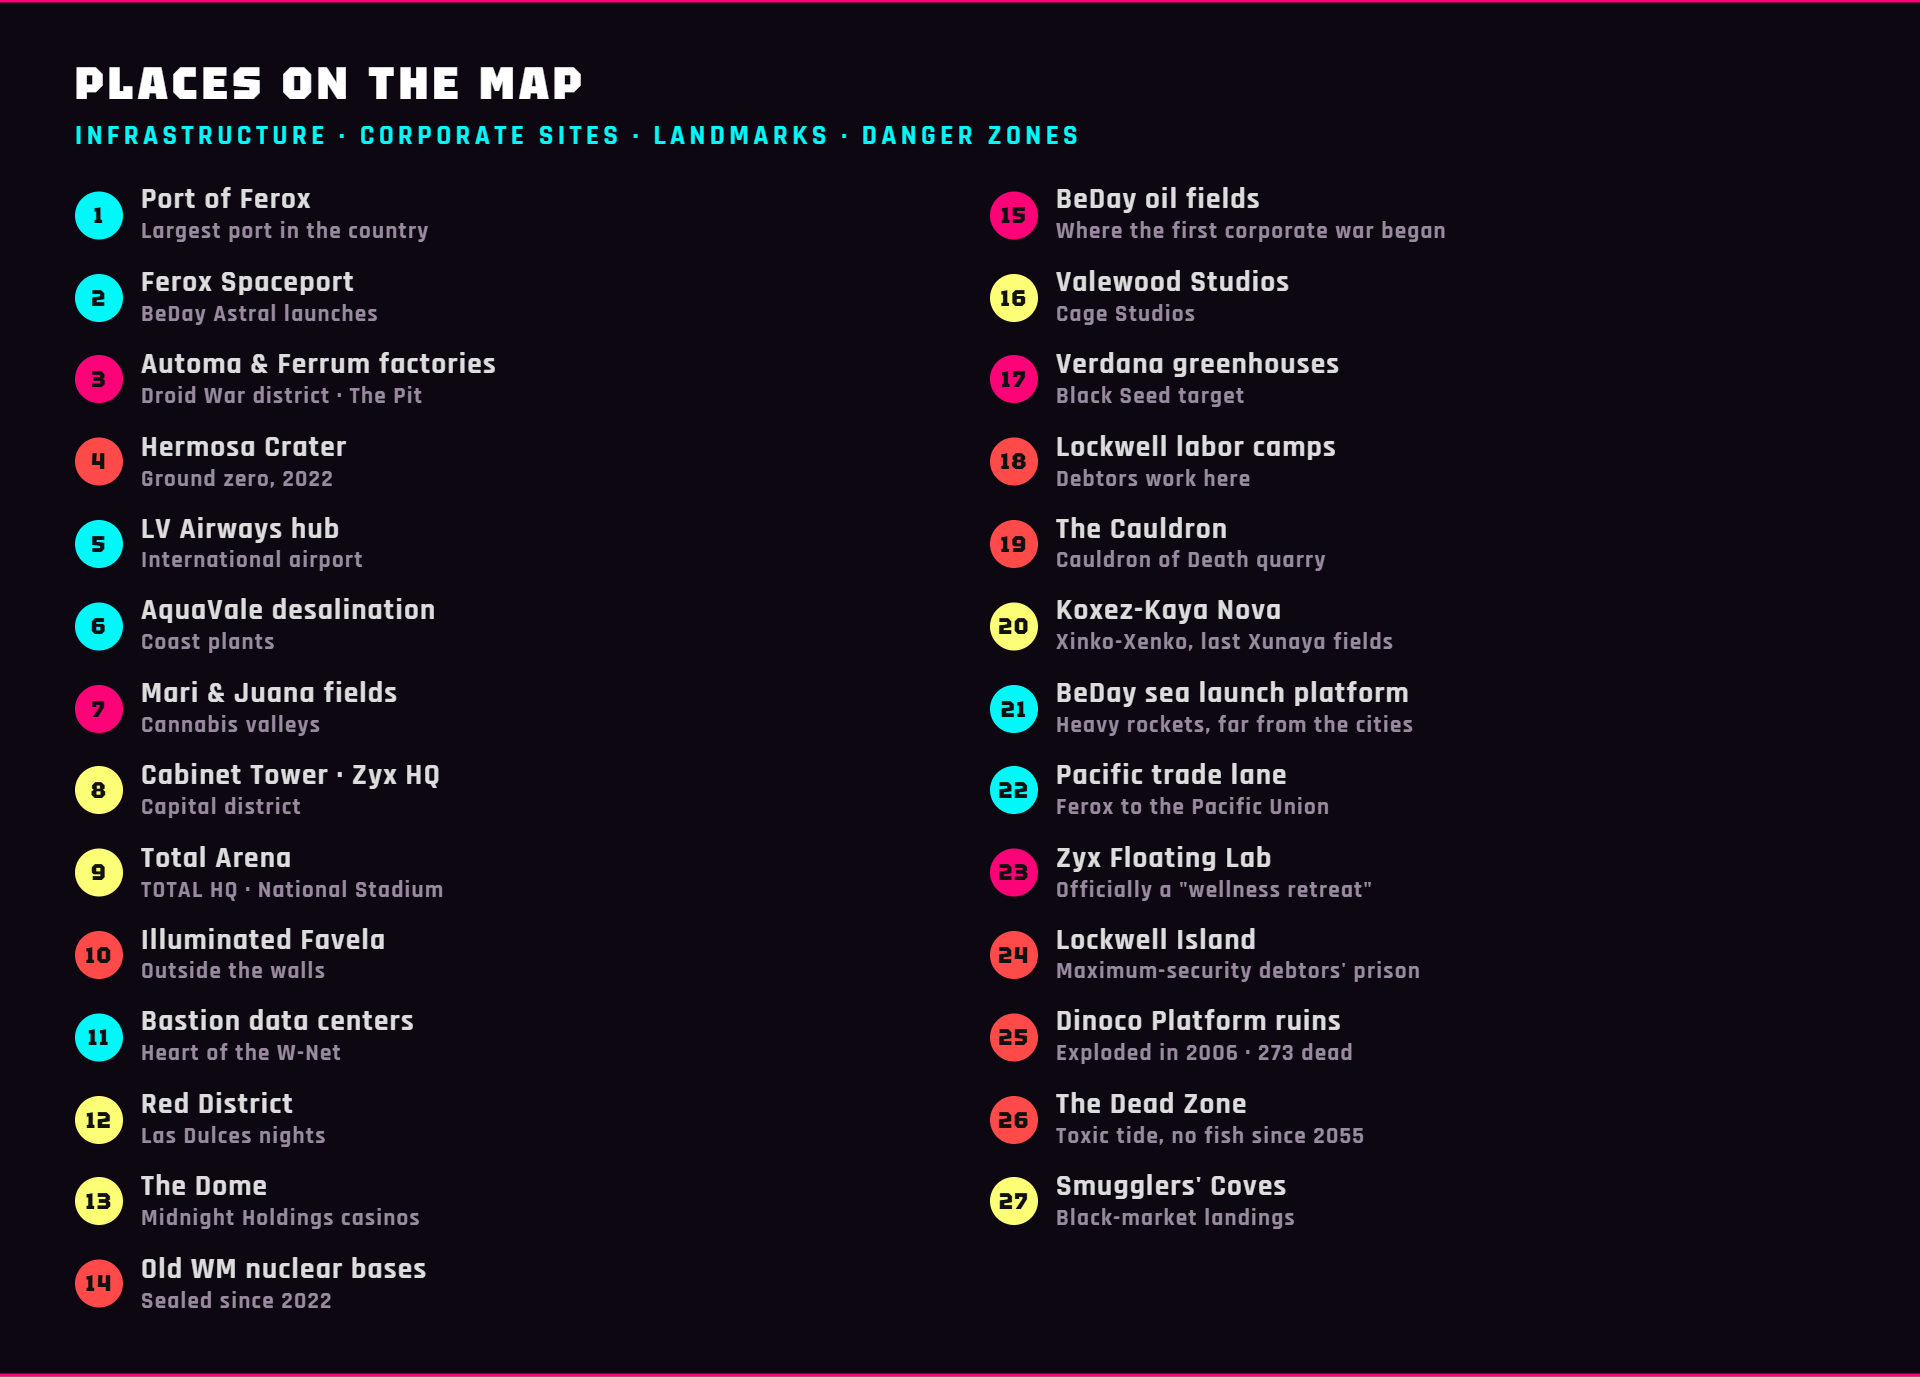 PLACES ON THE MAP
INFRASTRUCTURE · CORPORATE SITES · LANDMARKS · DANGER ZONES
1 Port of Ferox
Largest port in the country
2 Ferox Spaceport
BeDay Astral launches
3 Automa & Ferrum factories
Droid War district · The Pit
4 Hermosa Crater
Ground zero, 2022
5 LV Airways hub
International airport
6 AquaVale desalination
Coast plants
7 Mari & Juana fields
Cannabis valleys
8 Cabinet Tower · Zyx HQ
Capital district
9 Total Arena
TOTAL HQ · National Stadium
10 Illuminated Favela
Outside the walls
11 Bastion data centers
Heart of the W-Net
12 Red District
Las Dulces nights
13 The Dome
Midnight Holdings casinos
14 Old WM nuclear bases
Sealed since 2022
15 BeDay oil fields
Where the first corporate war began
16 Valewood Studios
Cage Studios
17 Verdana greenhouses
Black Seed target
18 Lockwell labor camps
Debtors work here
19 The Cauldron
Cauldron of Death quarry
20 Koxez-Kaya Nova
Xinko-Xenko, last Xunaya fields
21 BeDay sea launch platform
Heavy rockets, far from the cities
22 Pacific trade lane
Ferox to the Pacific Union
23 Zyx Floating Lab
Officially a "wellness retreat"
24 Lockwell Island
Maximum-security debtors' prison
25 Dinoco Platform ruins
Exploded in 2006 · 273 dead
26 The Dead Zone
Toxic tide, no fish since 2055
27 Smugglers' Coves
Black-market landings